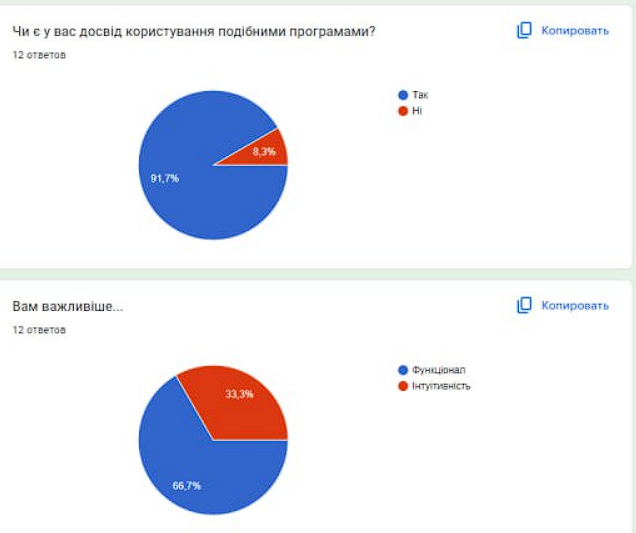 Чи є у вас досвід користування подібними програмами?
Копировать
12 ответов
Так
Ні
8,3%
91,7%
Вам важливіше...
Копировать
12 ответов
Функціонал
Інтуїтивність
33,3%
66,7%